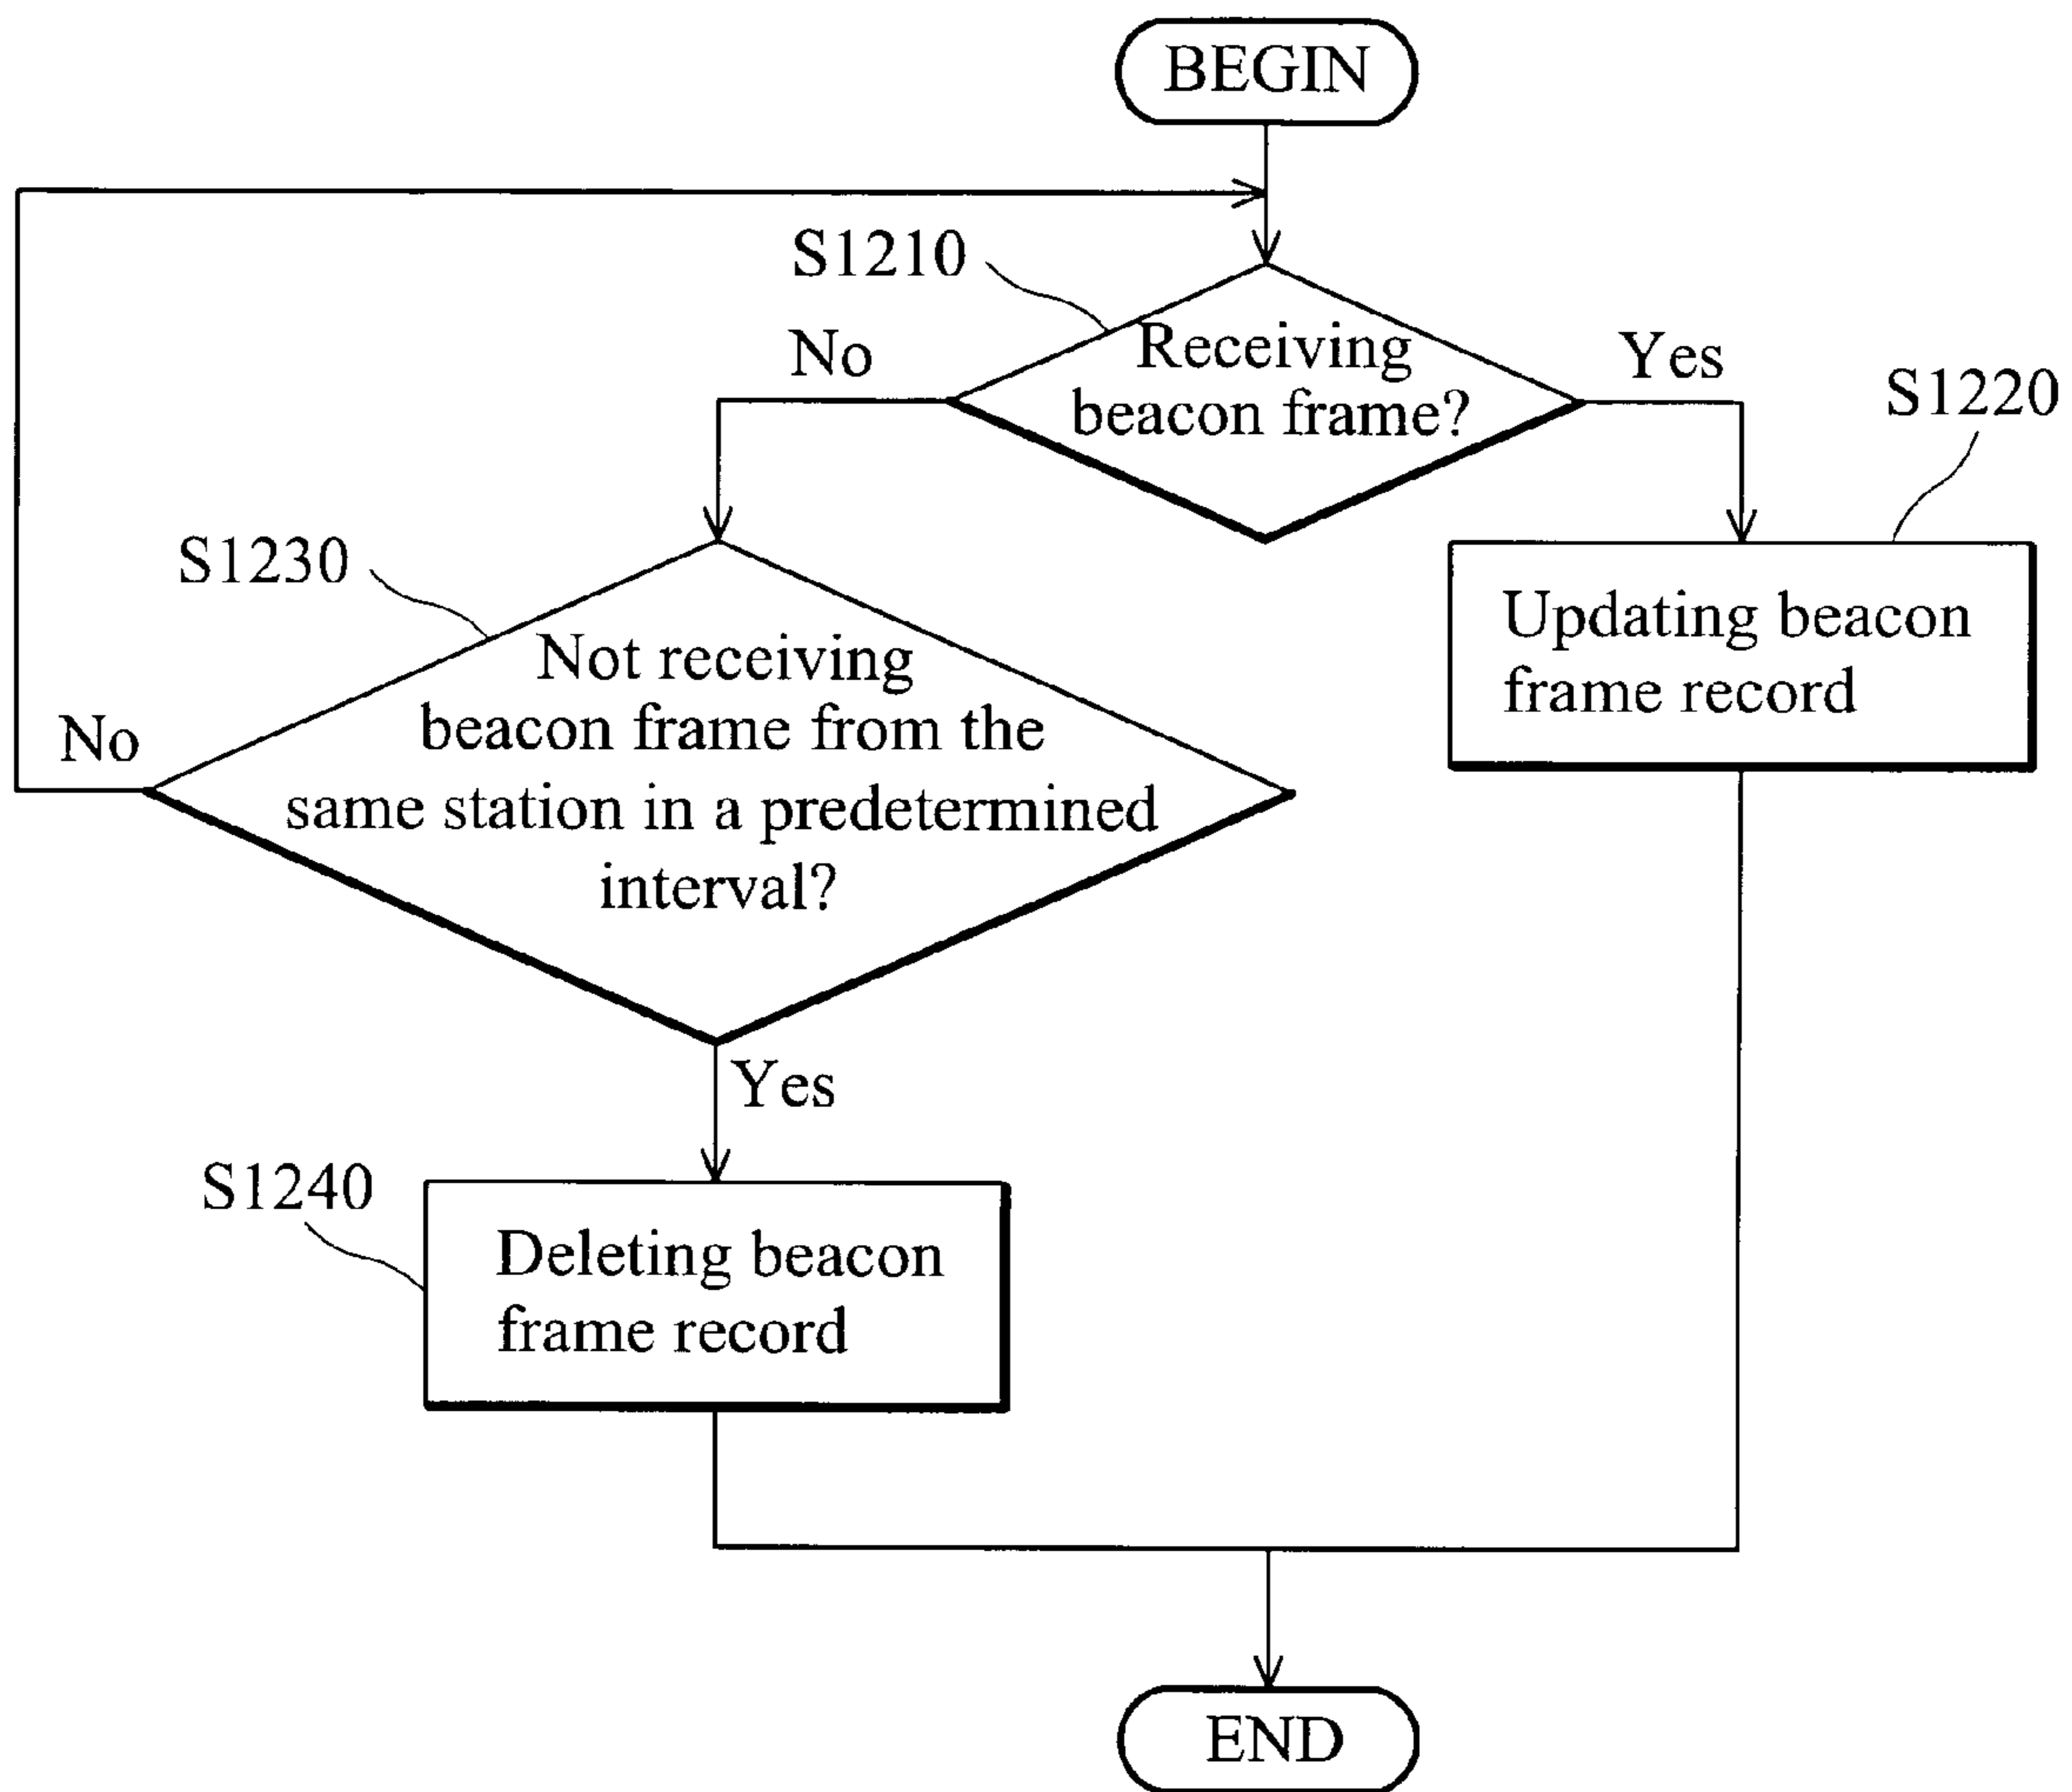 BEGIN
S1210
No
Receiving
beacon frame?
Yes
S1220
S1230
Updating beacon
frame record
Not receiving
beacon frame from the
same station in a predetermined
interval?
No
Yes
S1240
Deleting beacon
frame record
END